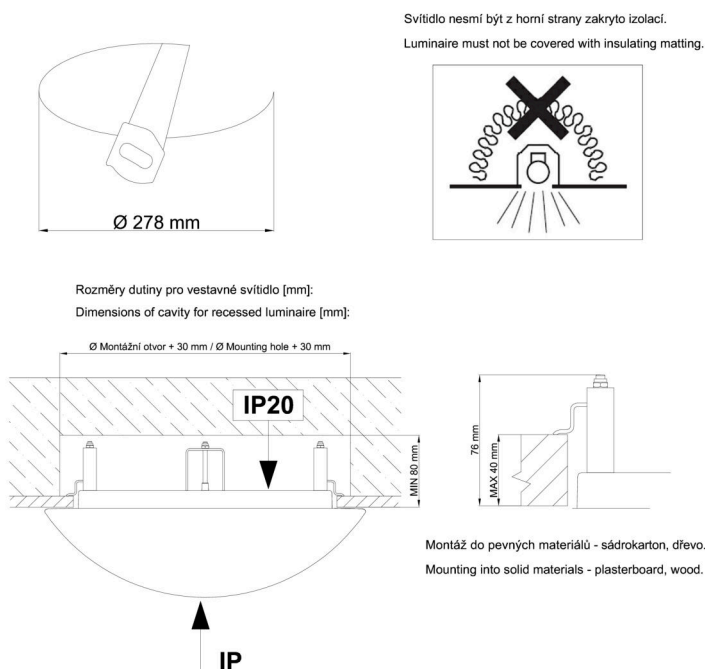 Svítidlo nesmí být z horní strany zakryto izolací.
Luminaire must not be covered with insulating matting.
Ø 278 mm
Rozměry dutiny pro vestavné svítidlo [mm]:
Dimensions of cavity for recessed luminaire [mm]:
Ø Montážní otvor + 30 mm / Ø Mounting hole + 30 mm
IP20
MIN 80 mm
76 mm
MAX 40 mm
Montáž do pevných materiálů - sádrokarton, dřevo.
Mounting into solid materials - plasterboard, wood.
IP